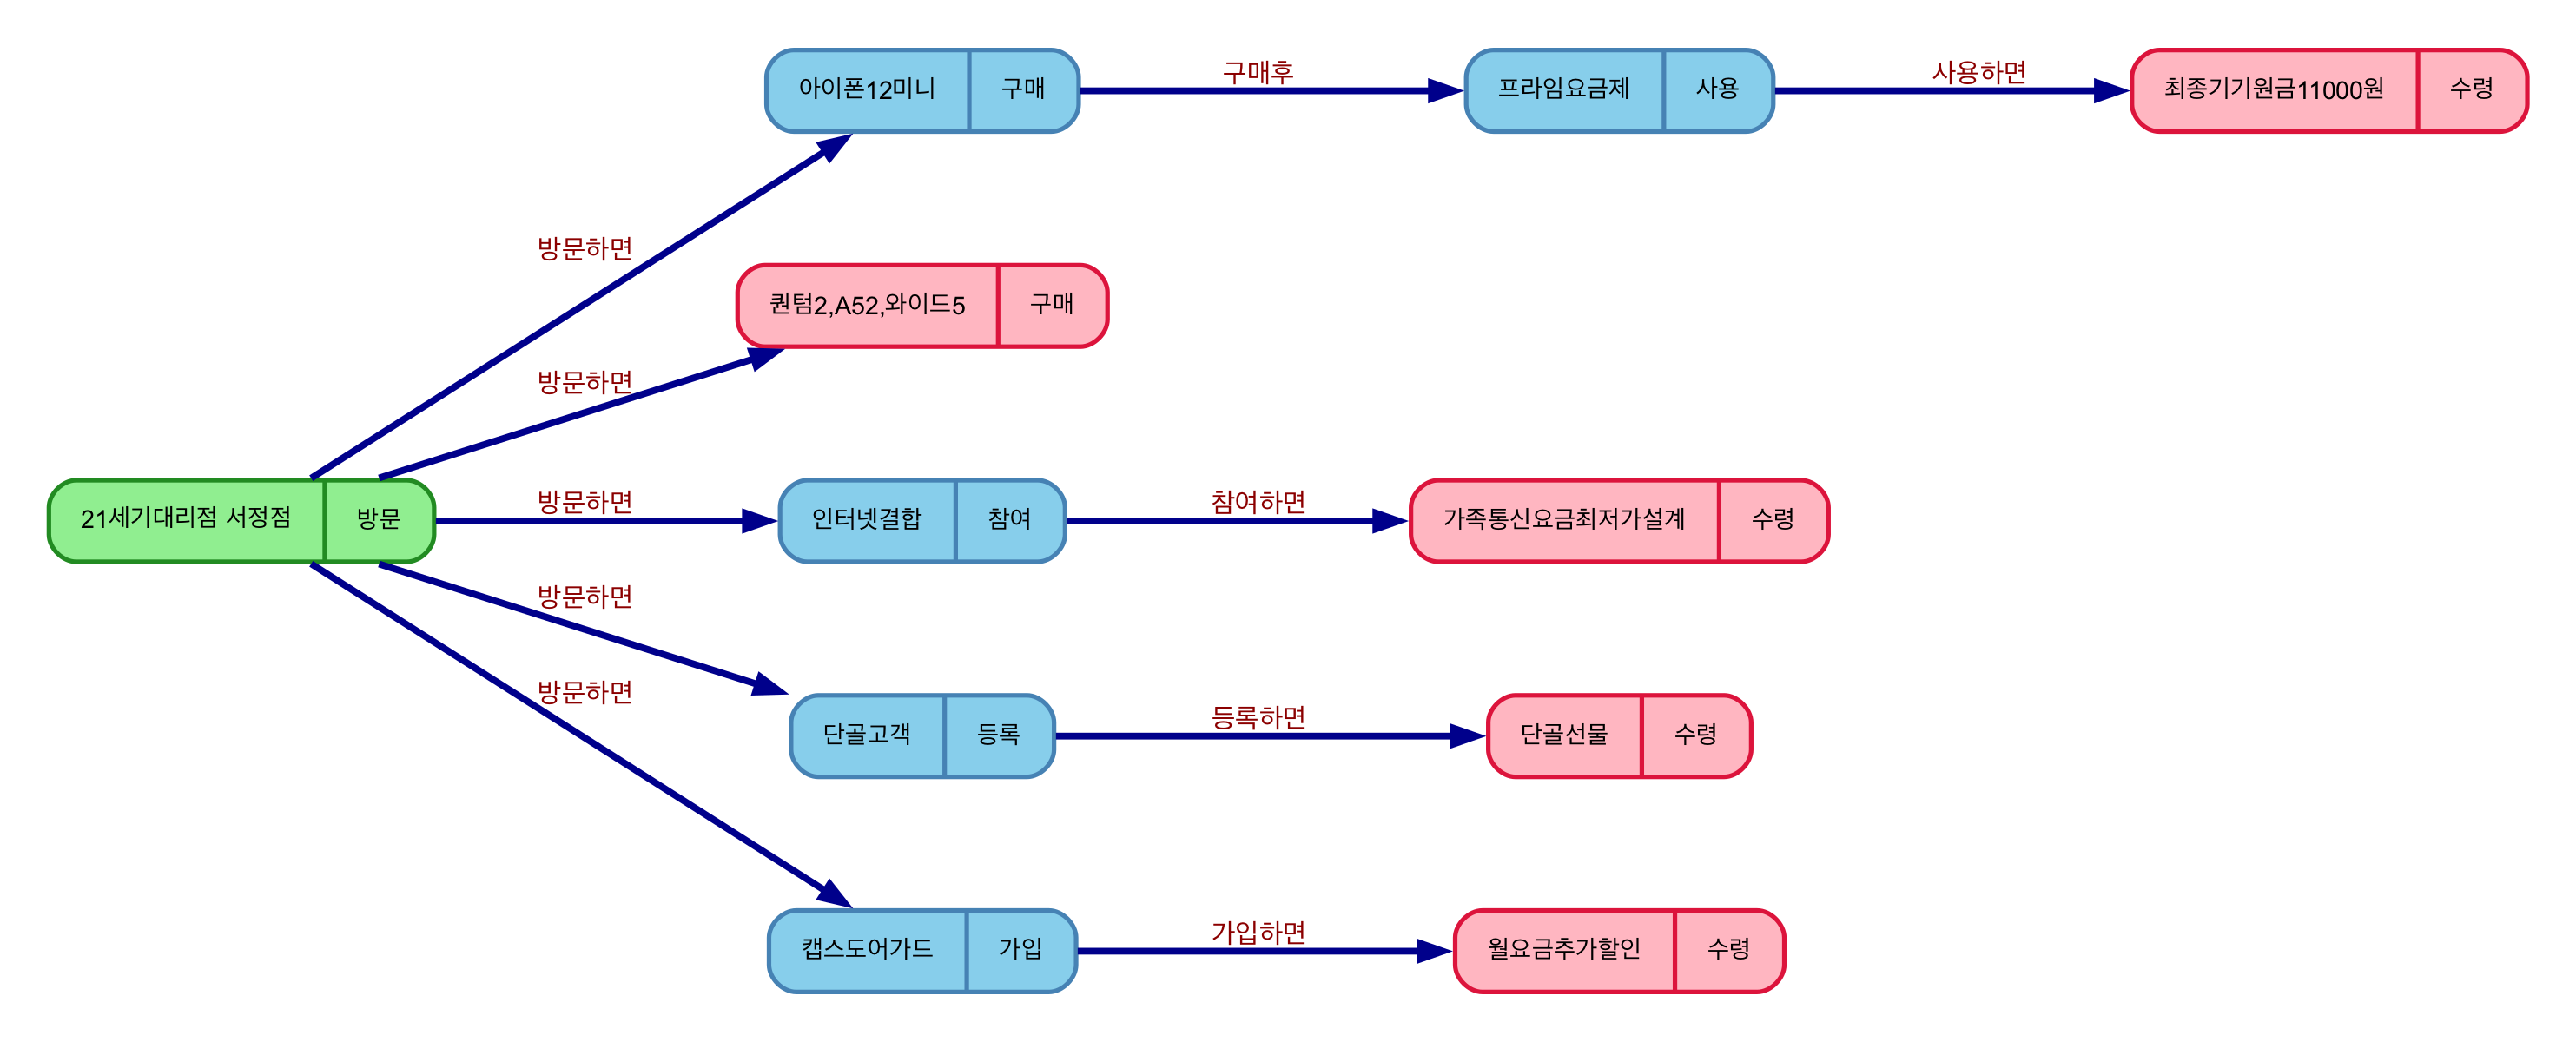 아이폰12미니 구매
구매후
프라임요금제 사용
사용하면
최종기기원금11000원 수령
방문하면
퀀텀2,A52,와이드5 구매
방문하면
21세기대리점 서정점 방문
방문하면
인터넷결합 참여
참여하면
가족통신요금최저가설계 수령
방문하면
단골고객 등록
등록하면
단골선물 수령
방문하면
캡스도어가드 가입
가입하면
월요금추가할인 수령